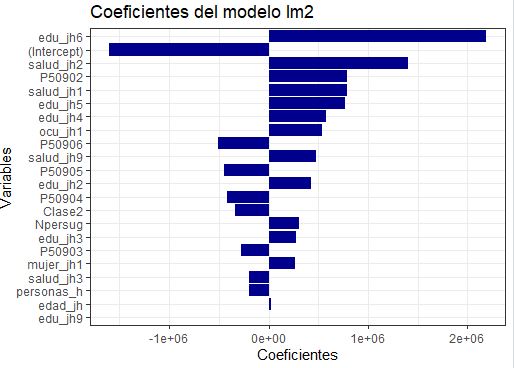 Coeficientes del modelo lm2
edu_jh6
(Intercept)
salud_jh2
P50902
salud_jh1
edu_jh5
edu_jh4
ocu_jh1
P50906
salud_jh9
P50905
edu_jh2
P50904
Clase2
Npersug
edu_jh3
P50903
mujer_jh1
salud_jh3
personas_h
edad_jh
edu_jh9
Variables
-1e+06 0e+00 1e+06 2e+06
Coeficientes